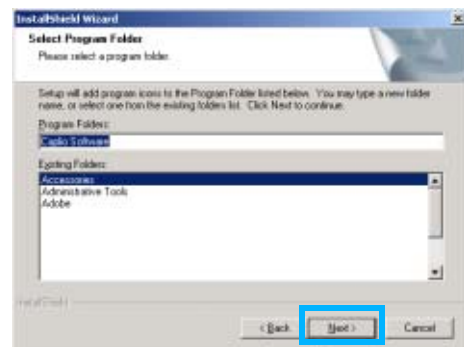 InstallShield Wizard
Select Program Folder
Please select a program folder.
Setup will add program icons to the Program Folder listed below. You may type a new folder
name, or select one from the existing folders list. Click Next to continue.
Program Folders:
Caplio Software
Existing Folders:
Accessories
Administrative Tools
Adobe
InstallShield
< Back
Next >
Cancel